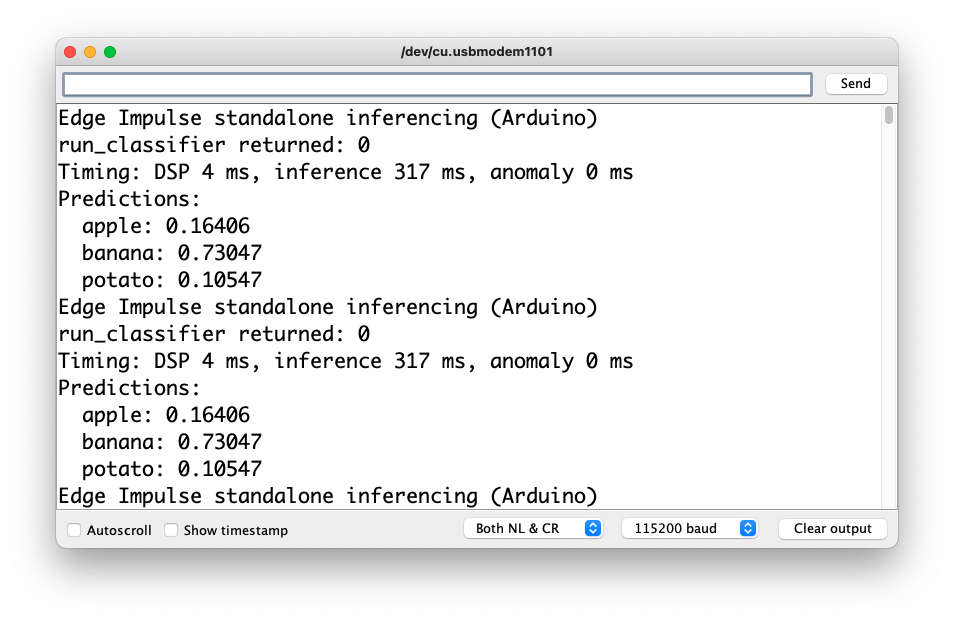 /dev/cu.usbmodem1101
Send
Edge Impulse standalone inferencing (Arduino)
run_classifier returned: 0
Timing: DSP 4 ms, inference 317 ms, anomaly 0 ms
Predictions:
  apple: 0.16406
  banana: 0.73047
  potato: 0.10547
Edge Impulse standalone inferencing (Arduino)
run_classifier returned: 0
Timing: DSP 4 ms, inference 317 ms, anomaly 0 ms
Predictions:
  apple: 0.16406
  banana: 0.73047
  potato: 0.10547
Edge Impulse standalone inferencing (Arduino)
Autoscroll Show timestamp Both NL & CR 115200 baud Clear output